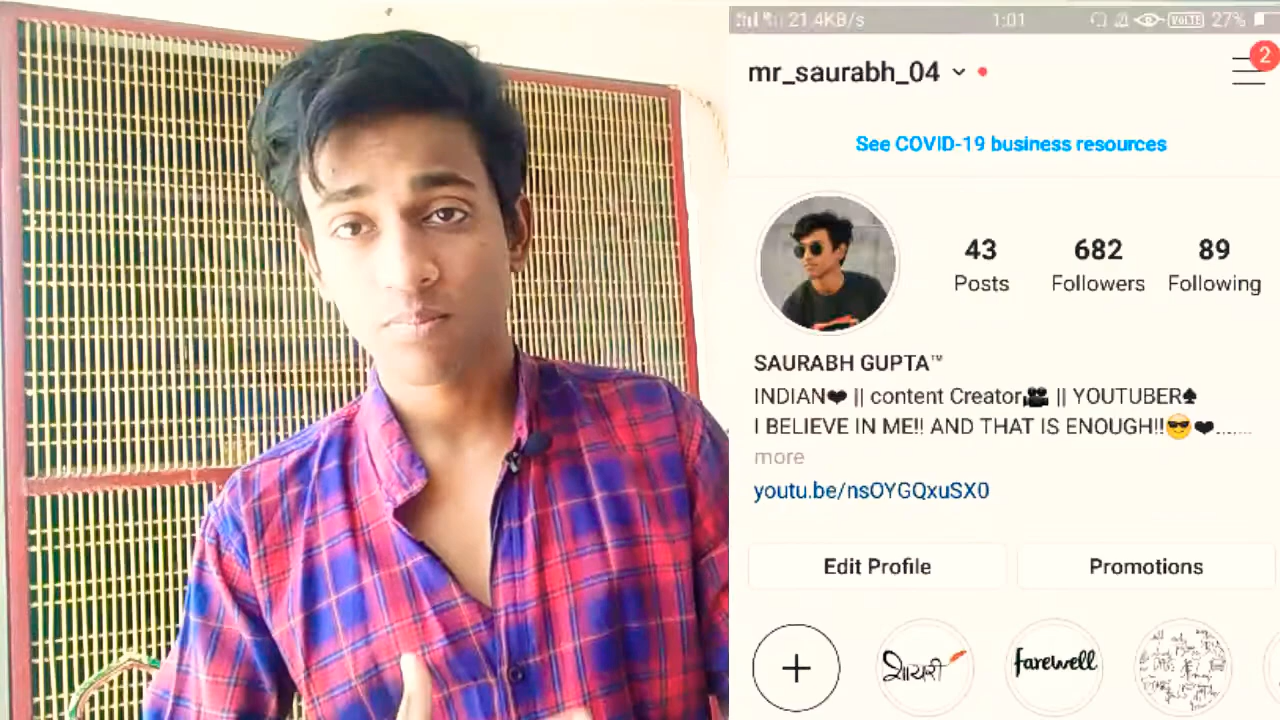 21.4KB/s 1:01 VoLTE 27%
mr_saurabh_04
2
See COVID-19 business resources
43 682 89
Posts Followers Following
SAURABH GUPTA™
INDIAN❤ || content Creator🎥 || YOUTUBER♠
I BELIEVE IN ME!! AND THAT IS ENOUGH!!😎❤.......
more
youtu.be/nsOYGQxuSX0
Edit Profile Promotions
शायरी farewell